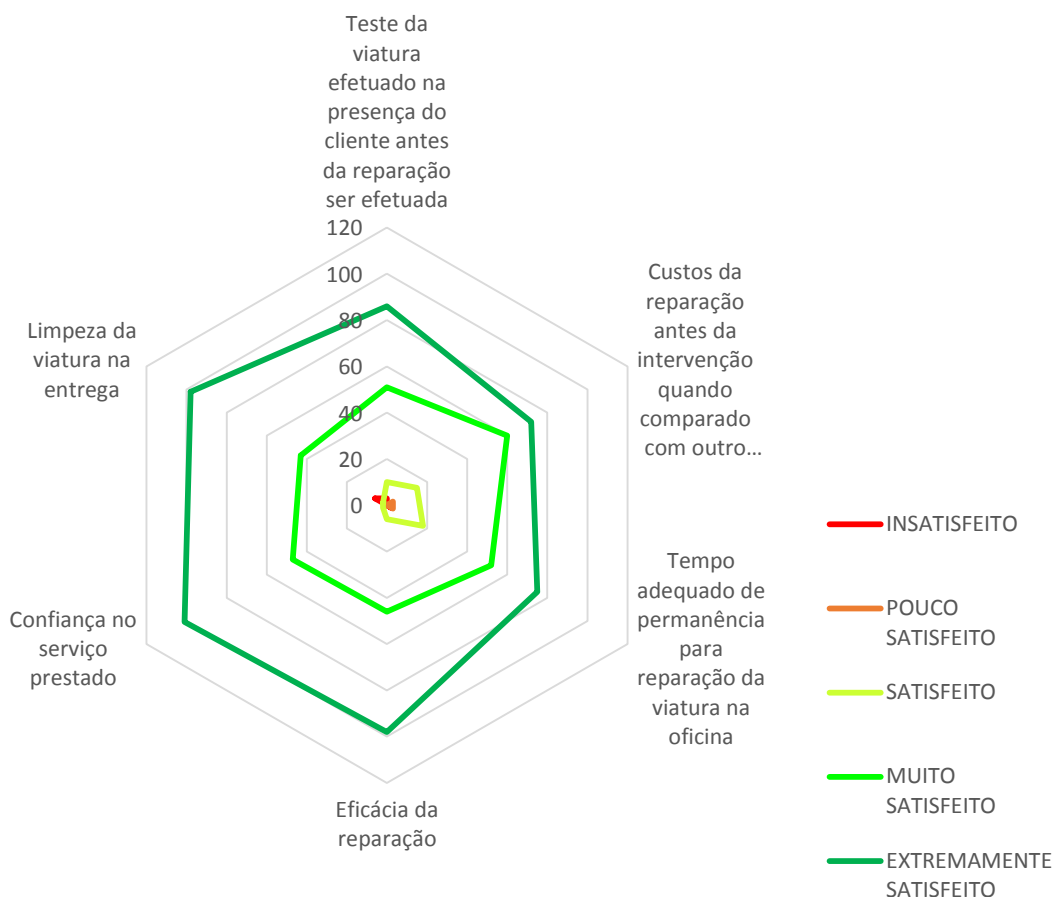 Teste da
viatura
efetuado na
presença do
cliente antes
da reparação
ser efetuada
120
100
80
60
40
20
0
Custos da
reparação
antes da
intervenção
quando
comparado
com outro…
Tempo
adequado de
permanência
para
reparação da
viatura na
oficina
Eficácia da
reparação
Confiança no
serviço
prestado
Limpeza da
viatura na
entrega
INSATISFEITO
POUCO
SATISFEITO
SATISFEITO
MUITO
SATISFEITO
EXTREMAMENTE
SATISFEITO